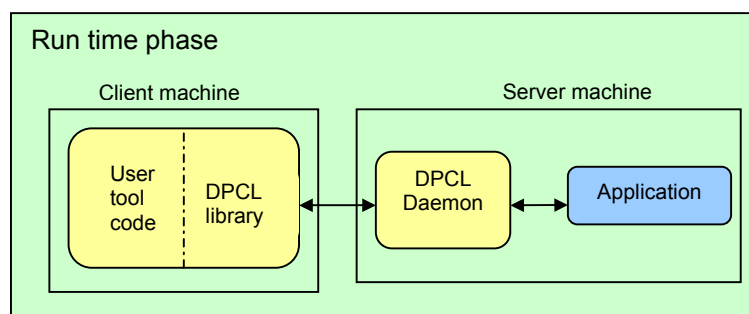 Run time phase
Client machine
Server machine
User
tool
code
DPCL
library
DPCL
Daemon
Application